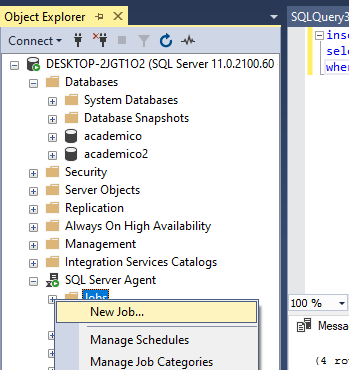 Object Explorer
SQLQuery3
Connect
inse
sele
wher
DESKTOP-2JGT1O2 (SQL Server 11.0.2100.60
Databases
System Databases
Database Snapshots
academico
academico2
Security
Server Objects
Replication
Always On High Availability
Management
Integration Services Catalogs
SQL Server Agent
Jobs
New Job...
Manage Schedules
Manage Job Categories
100 %
Messa
(4 ro